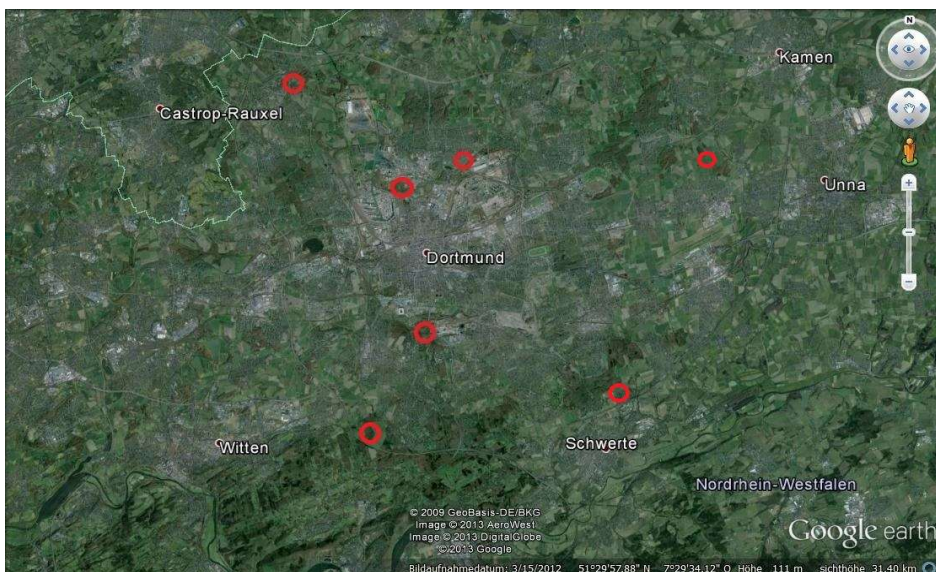 N
Kamen
Castrop-Rauxel
Unna
Dortmund
Witten
Schwerte
Nordrhein-Westfalen
© 2009 GeoBasis-DE/BKG
Image © 2013 AeroWest
Image © 2013 DigitalGlobe
© 2013 Google
Google earth
Bildaufnahmedatum: 3/15/2012 51°29'57.88" N 7°29'34.12" O Höhe 111 m sichthöhe 31.40 km